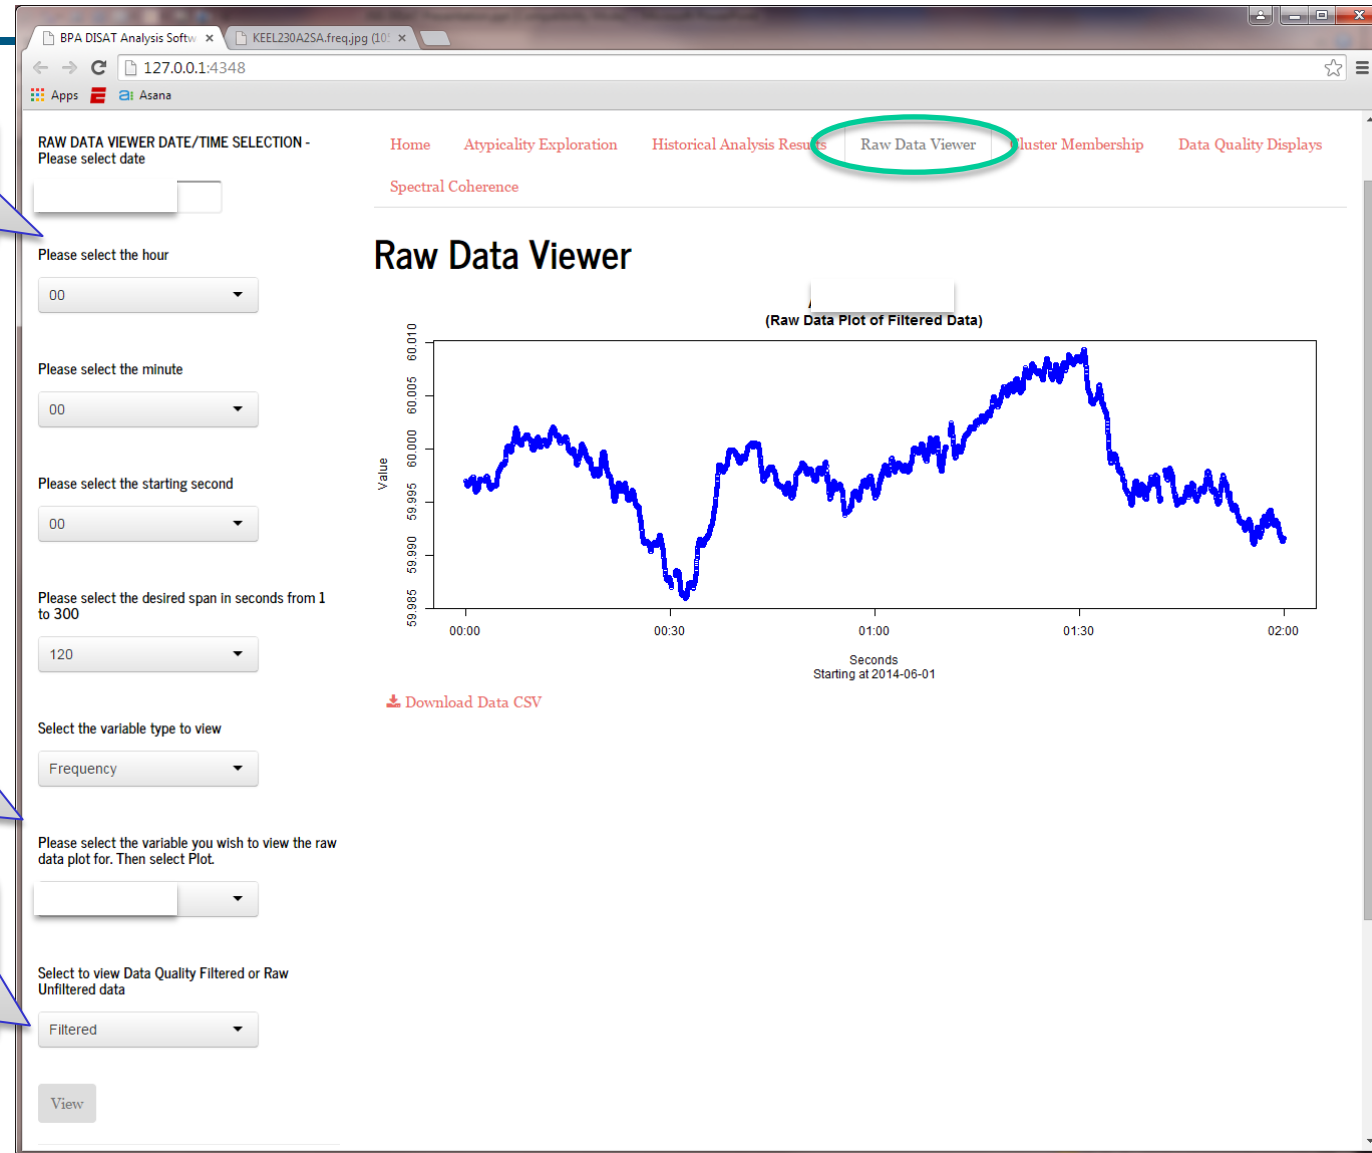 BPA DISAT Analysis Softw
KEEL230A2SA.freq.jpg (10
127.0.0.1:4348
Apps
Asana
RAW DATA VIEWER DATE/TIME SELECTION -
Please select date
Please select the hour
00
Please select the minute
00
Please select the starting second
00
Please select the desired span in seconds from 1
to 300
120
Select the variable type to view
Frequency
Please select the variable you wish to view the raw
data plot for. Then select Plot.
Select to view Data Quality Filtered or Raw
Unfiltered data
Filtered
View
Home Atypicality Exploration Historical Analysis Results Raw Data Viewer Cluster Membership Data Quality Displays
Spectral Coherence
Raw Data Viewer
(Raw Data Plot of Filtered Data)
Value
60.010
60.005
60.000
59.995
59.990
59.985
00:00 00:30 01:00 01:30 02:00
Seconds
Starting at 2014-06-01
Download Data CSV